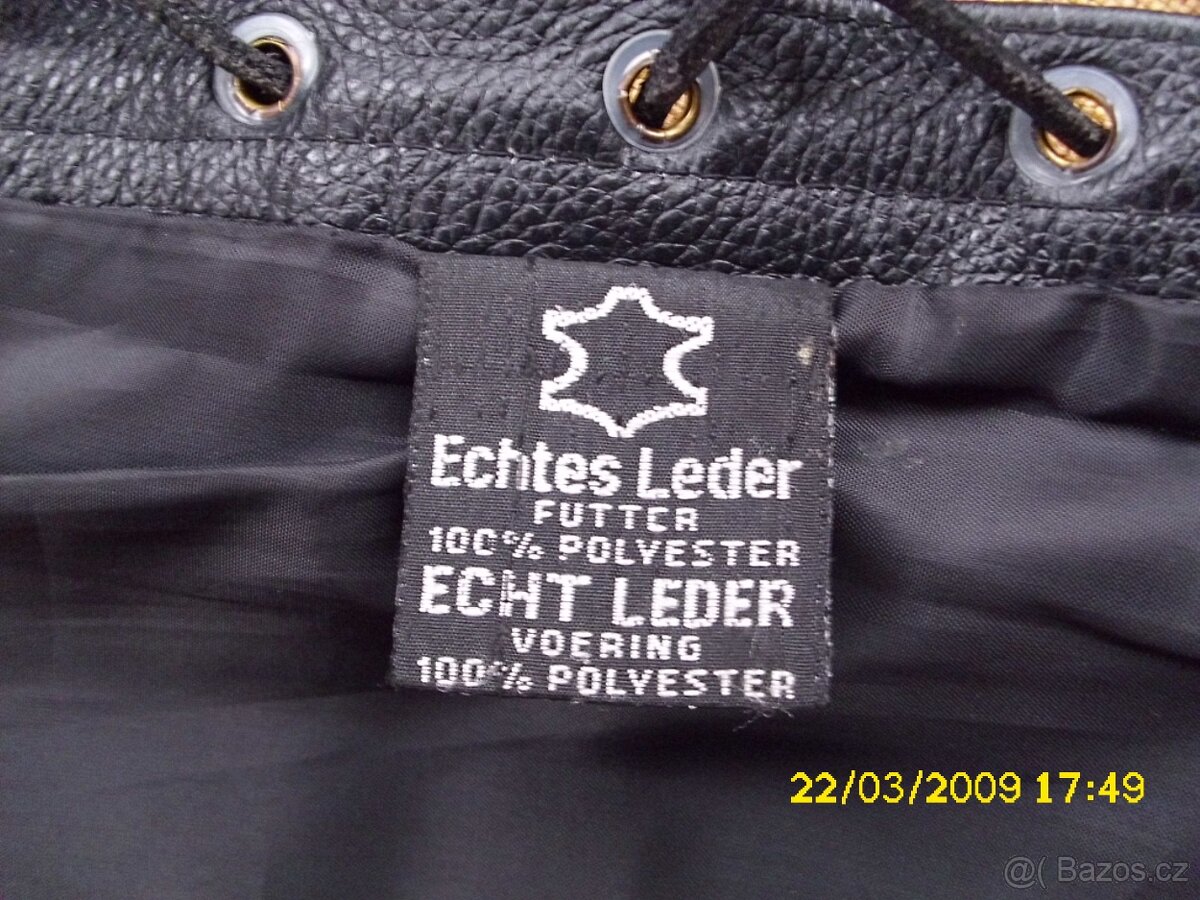 Echtes Leder
FUTTER
100% POLYESTER
ECHT LEDER
VOERING
100% POLYESTER
22/03/2009 17:49
@( Bazos.cz